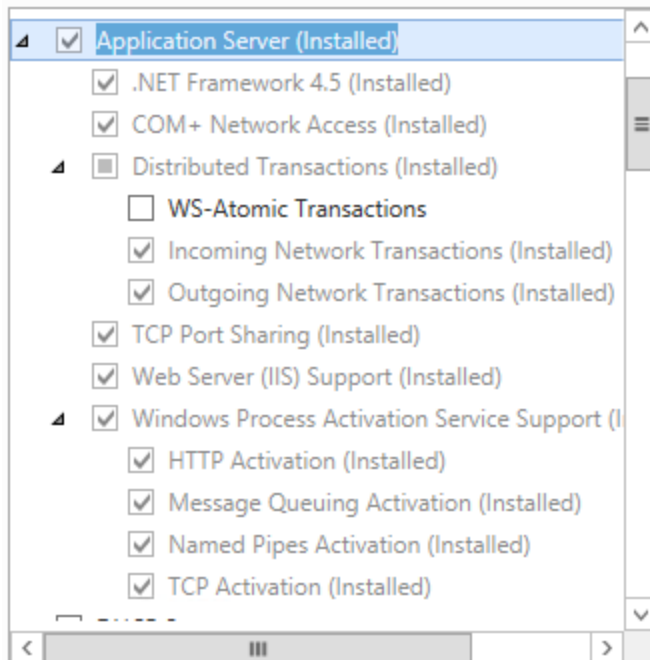 Application Server (Installed)
.NET Framework 4.5 (Installed)
COM+ Network Access (Installed)
Distributed Transactions (Installed)
WS-Atomic Transactions
Incoming Network Transactions (Installed)
Outgoing Network Transactions (Installed)
TCP Port Sharing (Installed)
Web Server (IIS) Support (Installed)
Windows Process Activation Service Support (I
HTTP Activation (Installed)
Message Queuing Activation (Installed)
Named Pipes Activation (Installed)
TCP Activation (Installed)